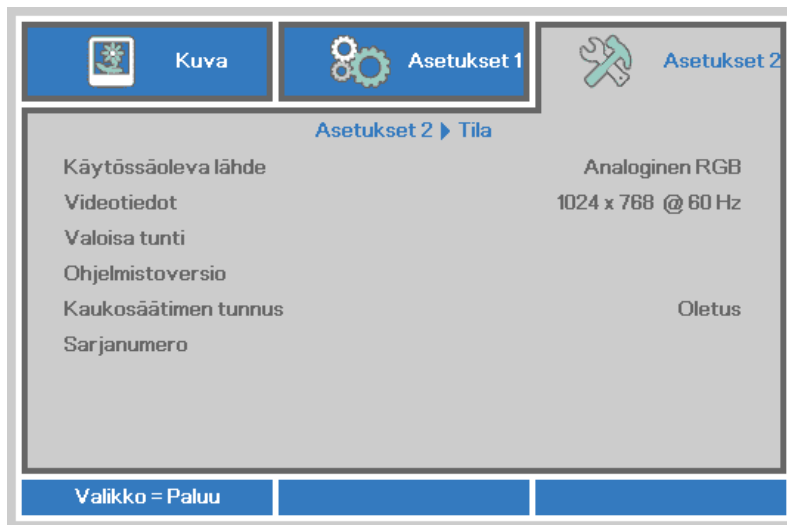 Kuva
Asetukset 1
Asetukset 2
Asetukset 2 Tila
Käytössäoleva lähde Analoginen RGB
Videotiedot 1024 x 768 @ 60 Hz
Valoisa tunti
Ohjelmistoversio
Kaukosäätimen tunnus Oletus
Sarjanumero
Valikko = Paluu